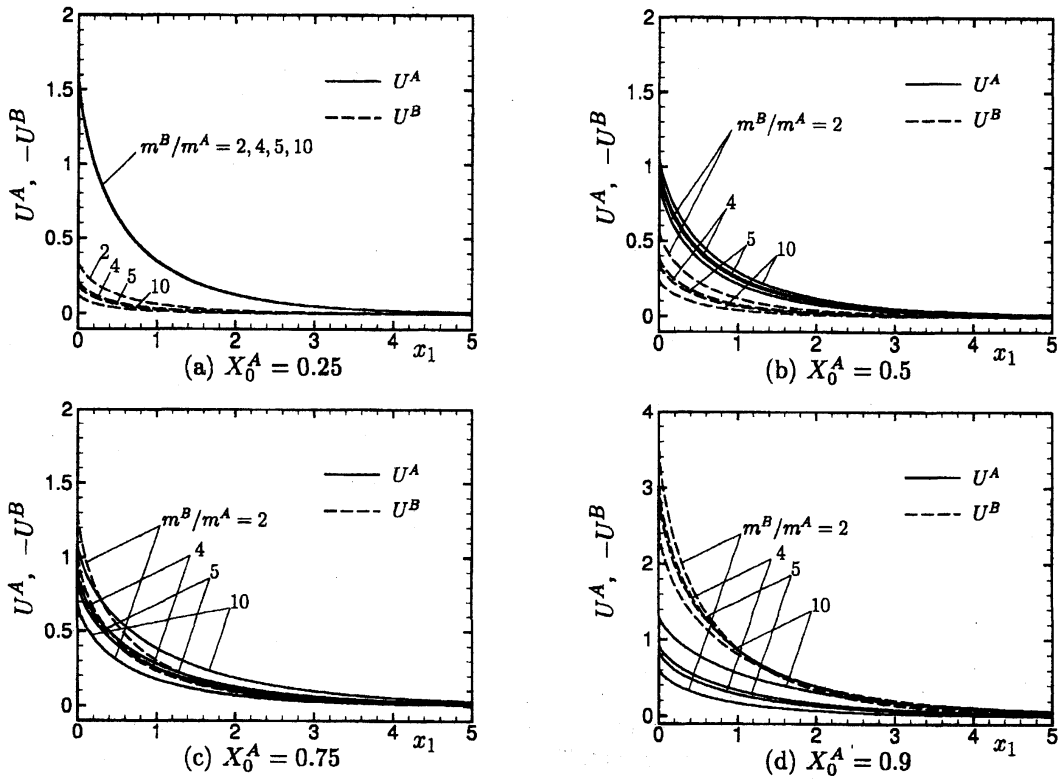 2
1.5
1
0.5
0
U^A, −U^B
U^A
U^B
m^B/m^A = 2, 4, 5, 10
2
4
5
10
0 1 2 3 4 5
x_1
(a) X_0^A = 0.25
2
1.5
1
0.5
0
U^A, −U^B
U^A
U^B
m^B/m^A = 2
4
5
10
0 1 2 3 4 5
x_1
(b) X_0^A = 0.5
2
1.5
1
0.5
0
U^A, −U^B
U^A
U^B
m^B/m^A = 2
4
5
10
0 1 2 3 4 5
x_1
(c) X_0^A = 0.75
4
3
2
1
0
U^A, −U^B
U^A
U^B
m^B/m^A = 2
4
5
10
0 1 2 3 4 5
x_1
(d) X_0^A = 0.9